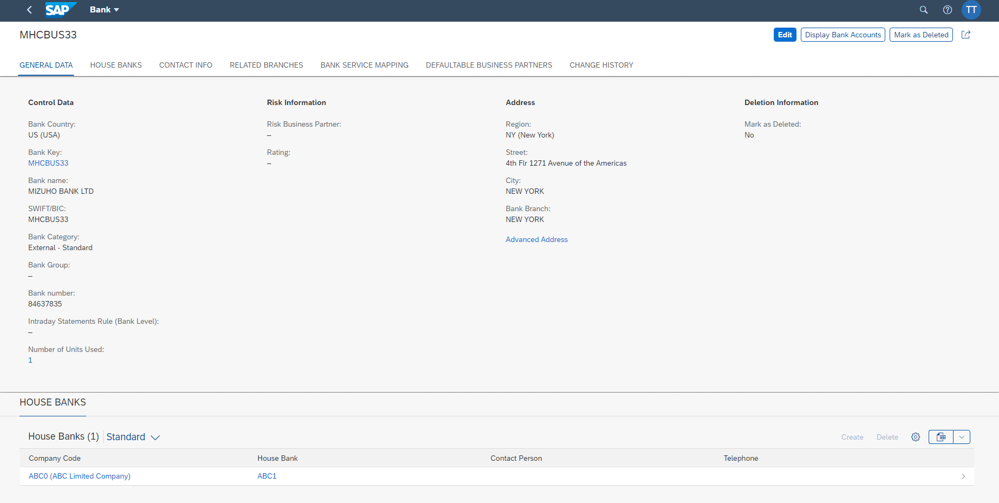 SAP Bank TT
MHCBUS33 Edit Display Bank Accounts Mark as Deleted
GENERAL DATA HOUSE BANKS CONTACT INFO RELATED BRANCHES BANK SERVICE MAPPING DEFAULTABLE BUSINESS PARTNERS CHANGE HISTORY
Control Data
Bank Country:
US (USA)
Bank Key:
MHCBUS33
Bank name:
MIZUHO BANK LTD
SWIFT/BIC:
MHCBUS33
Bank Category:
External - Standard
Bank Group:
–
Bank number:
84637835
Intraday Statements Rule (Bank Level):
–
Number of Units Used:
1
Risk Information
Risk Business Partner:
–
Rating:
–
Address
Region:
NY (New York)
Street:
4th Flr 1271 Avenue of the Americas
City:
NEW YORK
Bank Branch:
NEW YORK
Advanced Address
Deletion Information
Mark as Deleted:
No
HOUSE BANKS
House Banks (1) Standard Create Delete
Company Code House Bank Contact Person Telephone
ABC0 (ABC Limited Company) ABC1